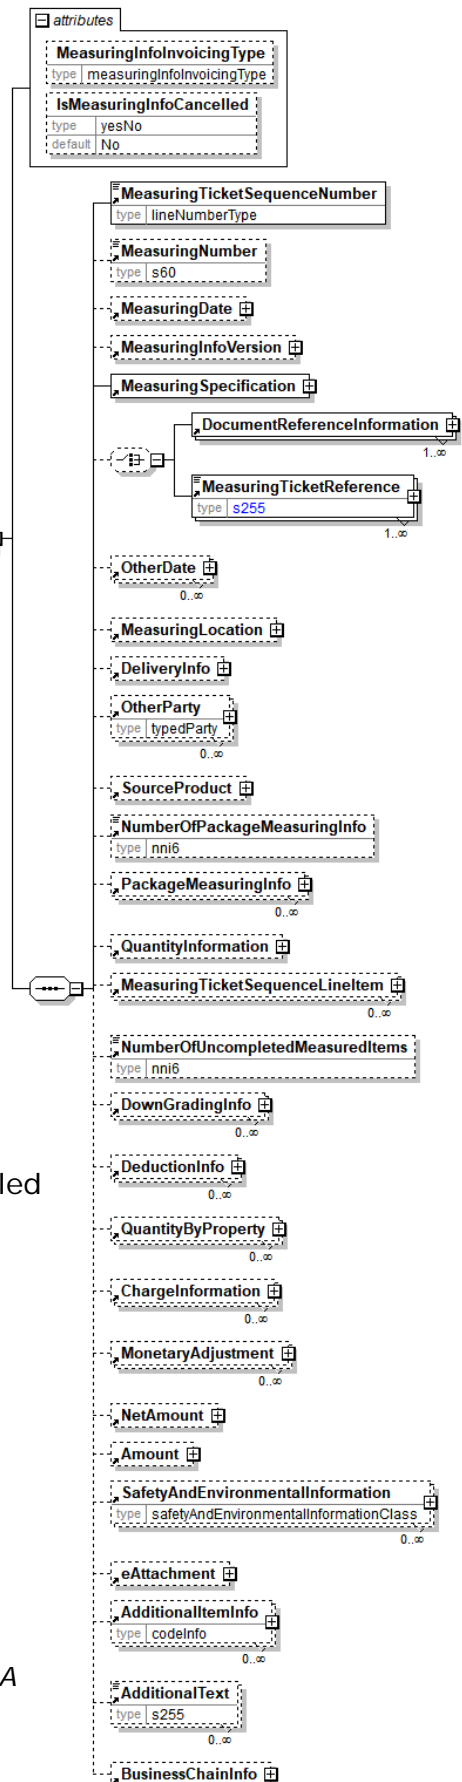 attributes
MeasuringInfoInvoicingType
type measuringInfoInvoicingType
IsMeasuringInfoCancelled
type yesNo
default No
MeasuringTicketSequenceNumber
type lineNumberType
MeasuringNumber
type s60
MeasuringDate
MeasuringInfoVersion
MeasuringSpecification
DocumentReferenceInformation
1..∞
MeasuringTicketReference
type s255
1..∞
OtherDate
0..∞
MeasuringLocation
DeliveryInfo
OtherParty
type typedParty
0..∞
SourceProduct
NumberOfPackageMeasuringInfo
type nni6
PackageMeasuringInfo
0..∞
QuantityInformation
MeasuringTicketSequenceLineItem
0..∞
NumberOfUncompletedMeasuredItems
type nni6
DownGradingInfo
0..∞
DeductionInfo
led
0..∞
QuantityByProperty
0..∞
ChargeInformation
0..∞
MonetaryAdjustment
0..∞
NetAmount
Amount
SafetyAndEnvironmentalInformation
type safetyAndEnvironmentalInformationClass
0..∞
eAttachment
AdditionalItemInfo
type codeInfo
0..∞
A
AdditionalText
type s255
0..∞
BusinessChainInfo